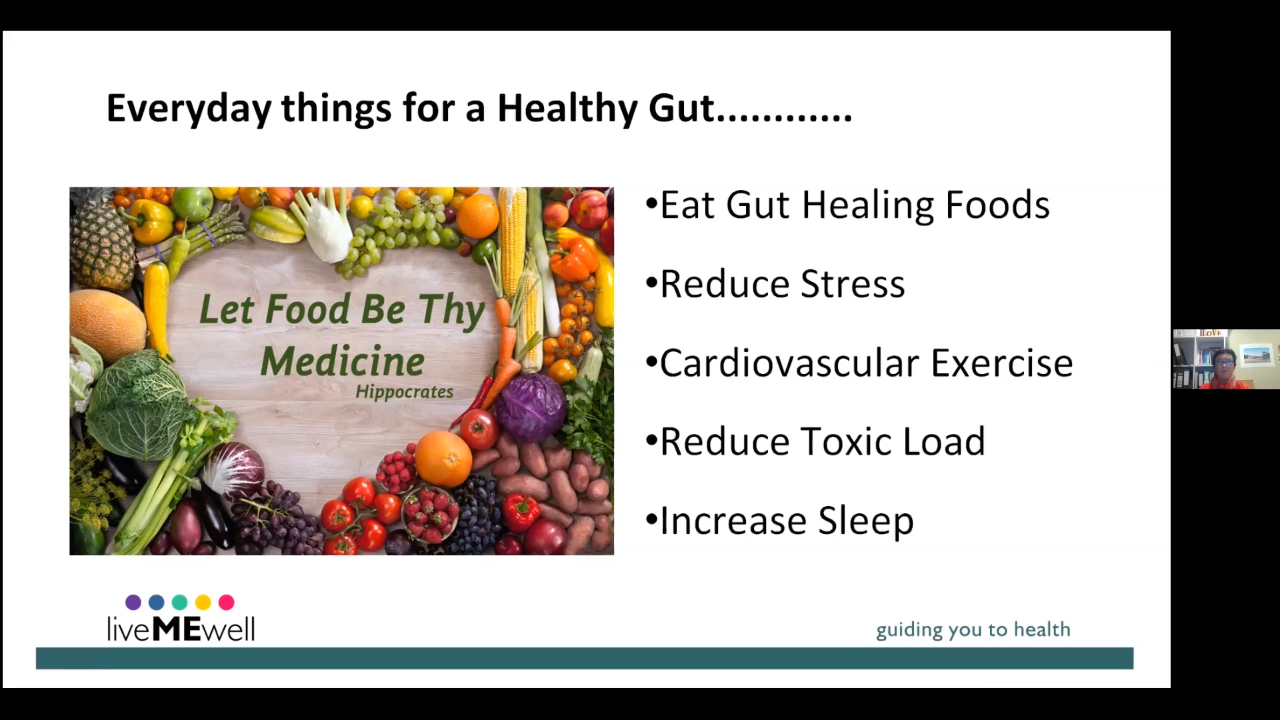 Everyday things for a Healthy Gut............
Let Food Be Thy
Medicine
Hippocrates
•Eat Gut Healing Foods
•Reduce Stress
•Cardiovascular Exercise
•Reduce Toxic Load
•Increase Sleep
liveMEwell
guiding you to health